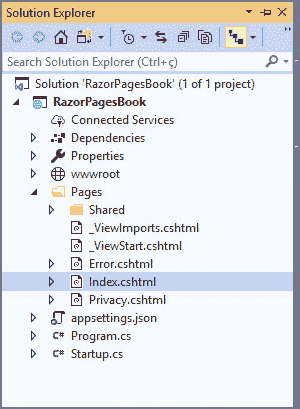 Solution Explorer
Search Solution Explorer (Ctrl+ç)
Solution 'RazorPagesBook' (1 of 1 project)
RazorPagesBook
Connected Services
Dependencies
Properties
wwwroot
Pages
Shared
_ViewImports.cshtml
_ViewStart.cshtml
Error.cshtml
Index.cshtml
Privacy.cshtml
appsettings.json
C# Program.cs
C# Startup.cs